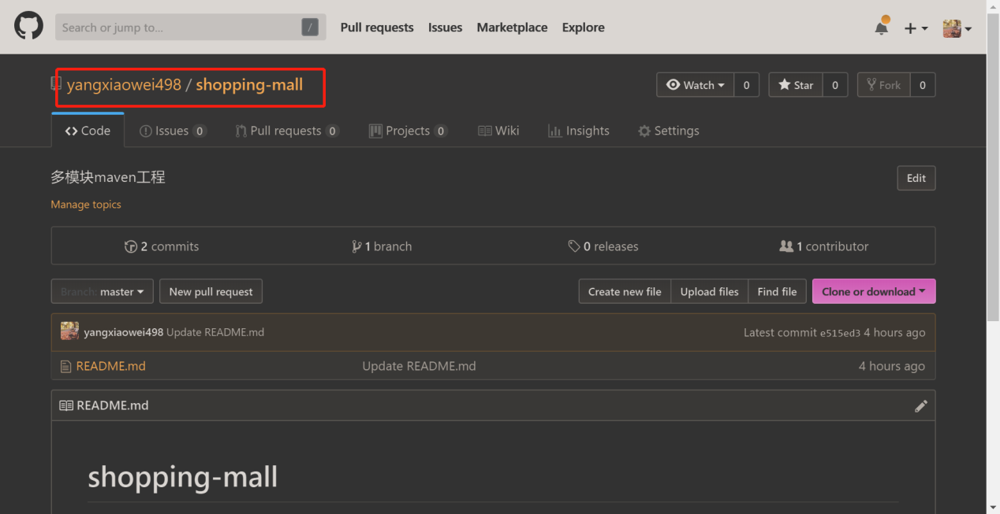 Search or jump to... /
Pull requests Issues Marketplace Explore
yangxiaowei498 / shopping-mall
Watch 0 Star 0 Fork 0
Code Issues 0 Pull requests 0 Projects 0 Wiki Insights Settings
多模块maven工程
Edit
Manage topics
2 commits 1 branch 0 releases 1 contributor
Branch: master New pull request Create new file Upload files Find file Clone or download
yangxiaowei498 Update README.md Latest commit e515ed3 4 hours ago
README.md Update README.md 4 hours ago
README.md
shopping-mall